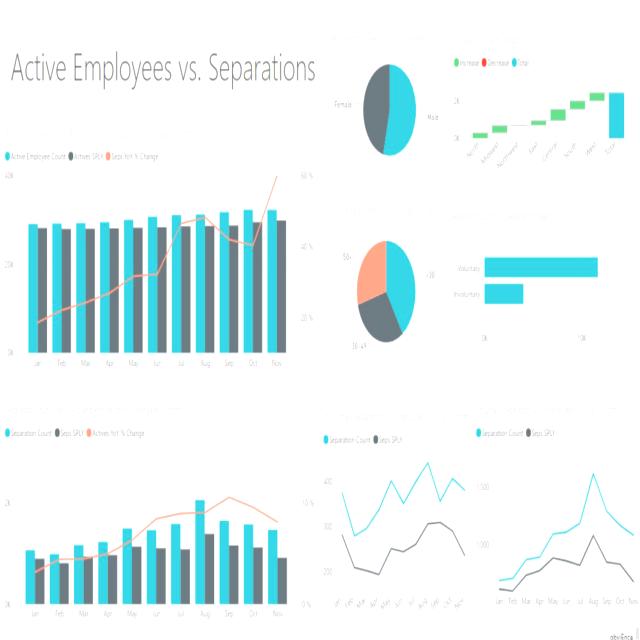 Active Employees vs. Separations
Female
Male
Increase Decrease Total
0K
East
Total
Active Employee Count Actives SPLY Seps YoY % Change
40K
20K
0K
60 %
40 %
20 %
Jan Feb Mar Apr May Jun Jul Aug Sep Oct Nov
50+
<30
30-49
Voluntary
Involuntary
0K
10K
Separation Count Seps SPLY Actives YoY % Change
2K
0K
10 %
0 %
Jan Feb Mar Apr May Jun Jul Aug Sep Oct Nov
Separation Count Seps SPLY
400
300
200
Jan Feb Mar Apr May Jun Jul Aug Sep Oct Nov
Separation Count Seps SPLY
1,500
1,000
Jan Feb Mar Apr May Jun Jul Aug Sep Oct Nov
obviEnce